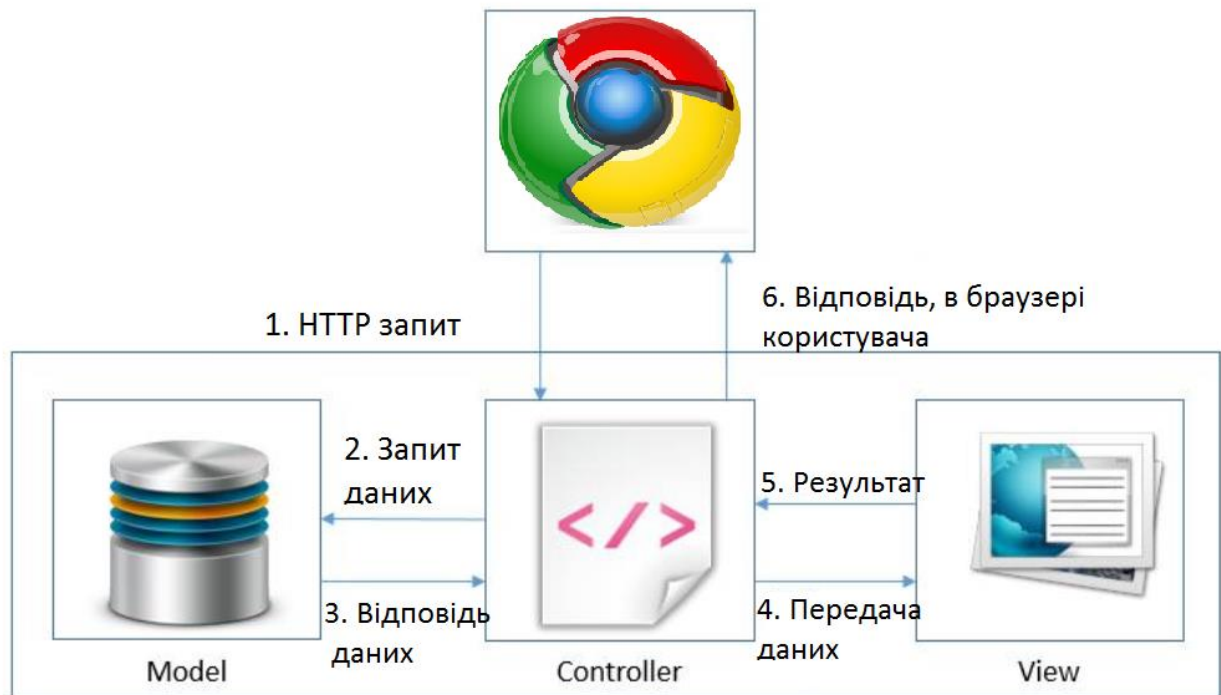 1. HTTP запит
6. Відповідь, в браузері
користувача
2. Запит
даних
5. Результат
3. Відповідь
даних
4. Передача
даних
Model
Controller
View